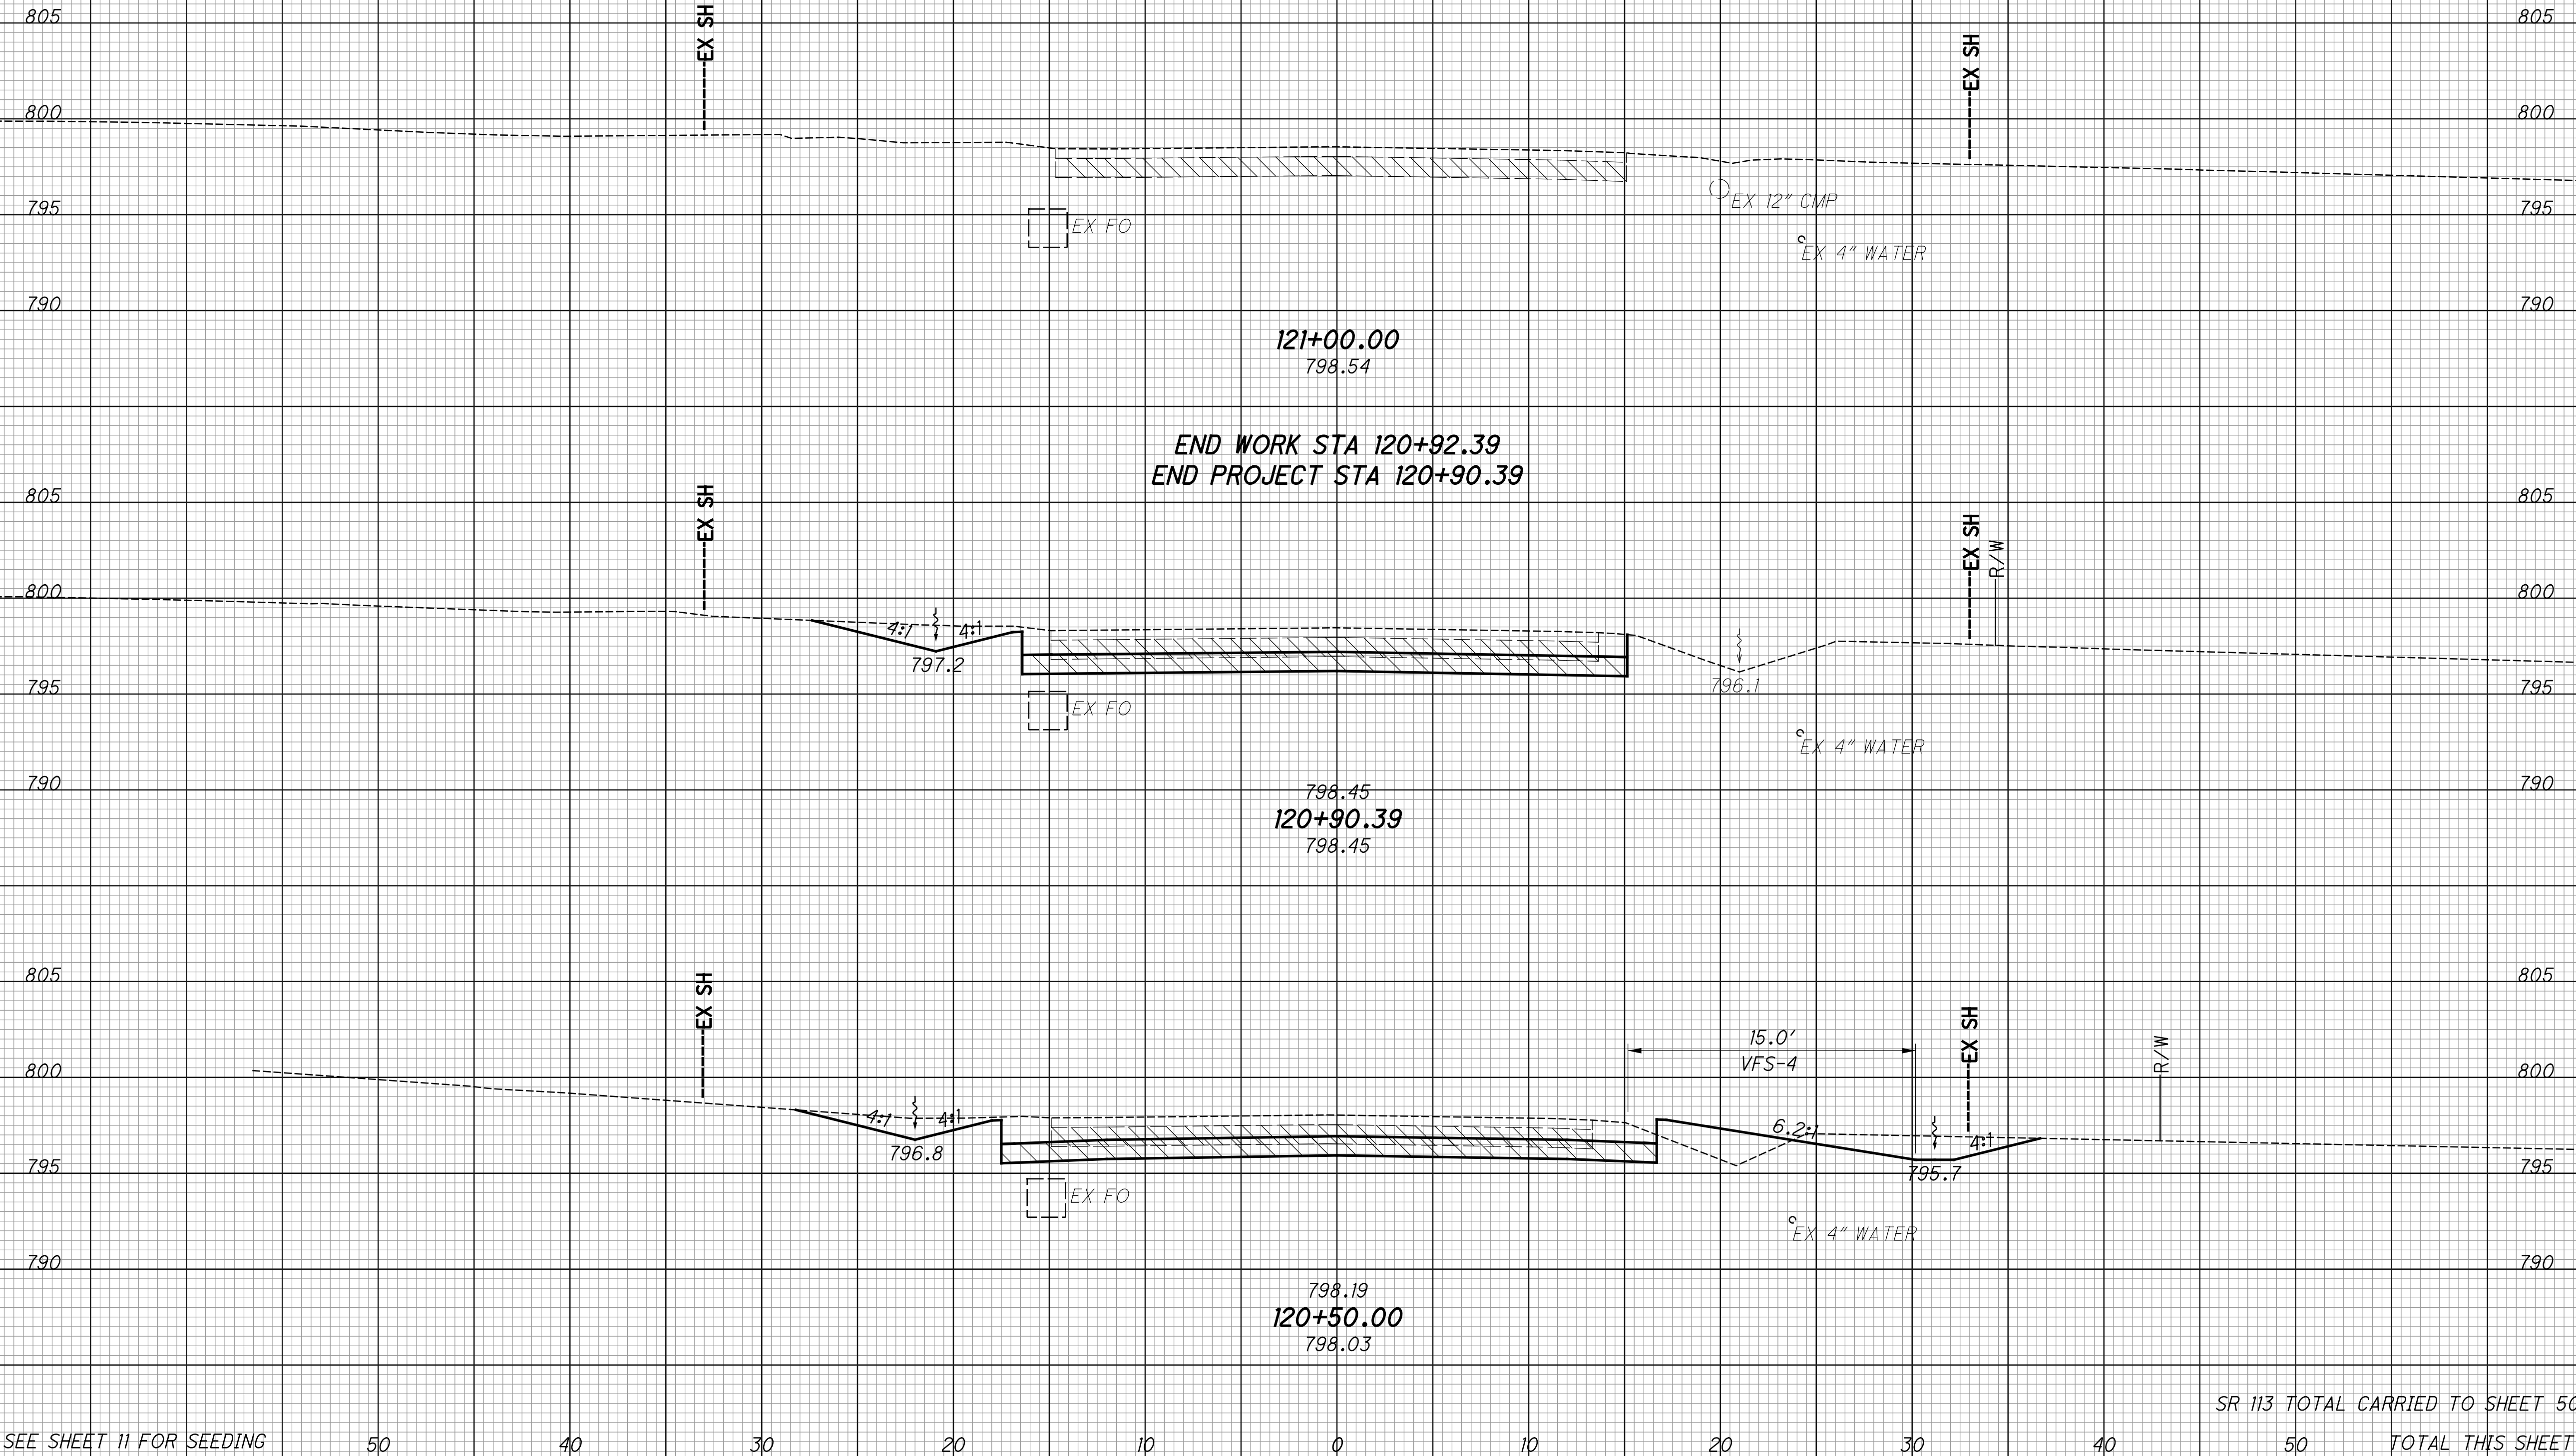 805 805
EX SH EX SH
800 800
EX 12" CMP
795 795
EX FO
EX 4" WATER
790 790
121+00.00
798.54
END WORK STA 120+92.39
END PROJECT STA 120+90.39
805 805
EX SH EX SH R/W
800 800
4:1 4:1
797.2 796.1
795 795
EX FO
EX 4" WATER
790 790
798.45
120+90.39
798.45
805 805
EX SH EX SH
15.0'
VFS-4
R/W
800 800
4:1 4:1 6.2:1 4:1
796.8 795.7
795 795
EX FO
EX 4" WATER
790 790
798.19
120+50.00
798.03
SR 113 TOTAL CARRIED TO SHEET 50
SEE SHEET 11 FOR SEEDING 50 40 30 20 10 0 10 20 30 40 50 TOTAL THIS SHEET